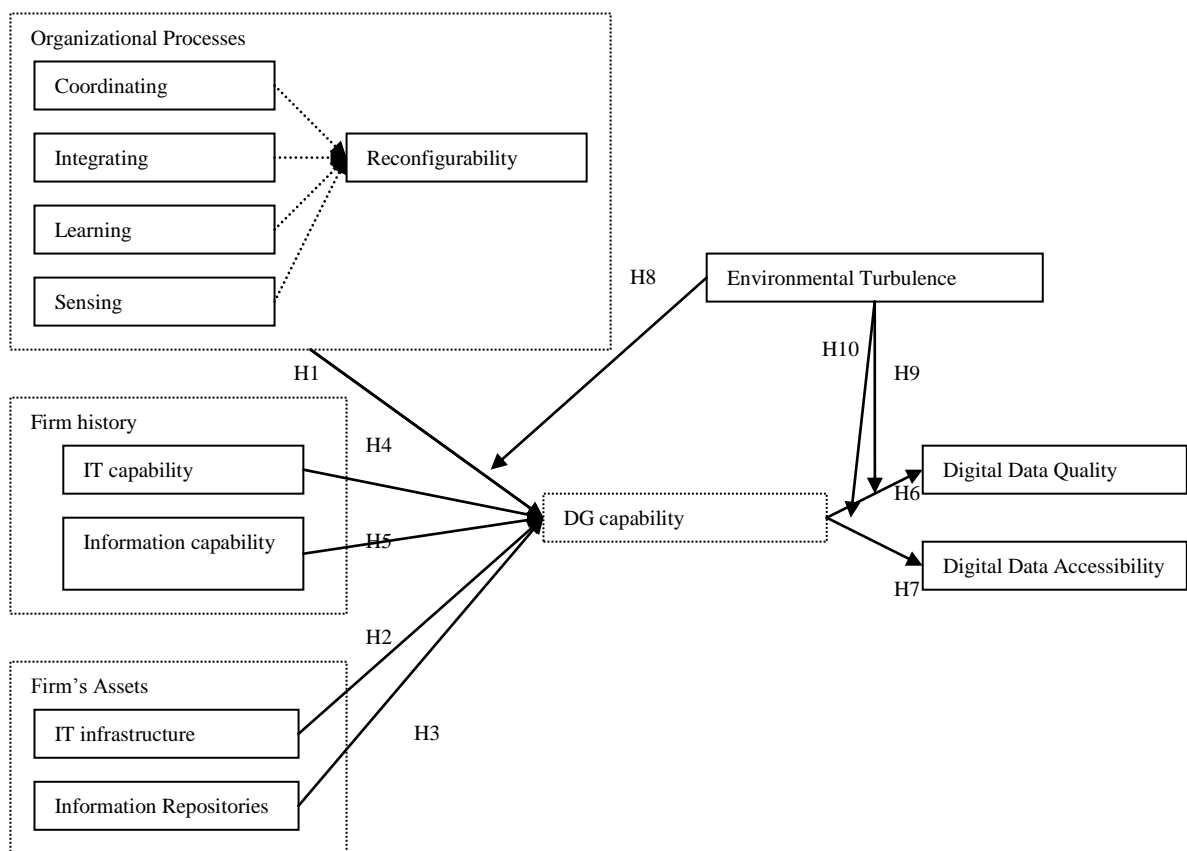 Organizational Processes
Coordinating
Integrating
Reconfigurability
Learning
Sensing
H8
Environmental Turbulence
H10
H9
H1
Firm history
H4
IT capability
Digital Data Quality
H6
DG capability
Information capability
H5
Digital Data Accessibility
H7
H2
Firm’s Assets
IT infrastructure
H3
Information Repositories